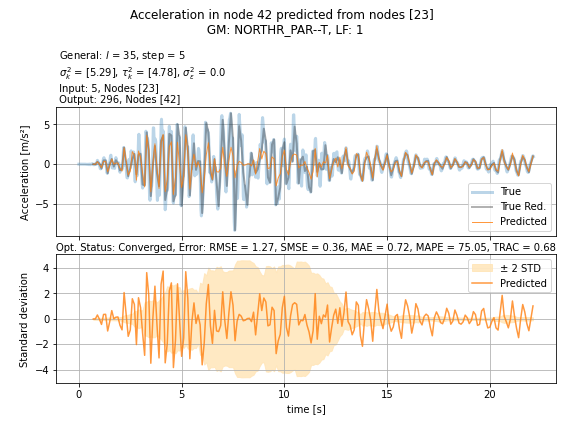 Acceleration in node 42 predicted from nodes [23]
GM: NORTHR_PAR--T, LF: 1
General: l = 35, step = 5
σ²ₖ = [5.29], τ²ₖ = [4.78], σ²ε = 0.0
Input: 5, Nodes [23]
Output: 296, Nodes [42]
Acceleration [m/s²]
5
0
−5
True
True Red.
Predicted
Opt. Status: Converged, Error: RMSE = 1.27, SMSE = 0.36, MAE = 0.72, MAPE = 75.05, TRAC = 0.68
Standard deviation
4
2
0
−2
−4
± 2 STD
Predicted
0 5 10 15 20
time [s]